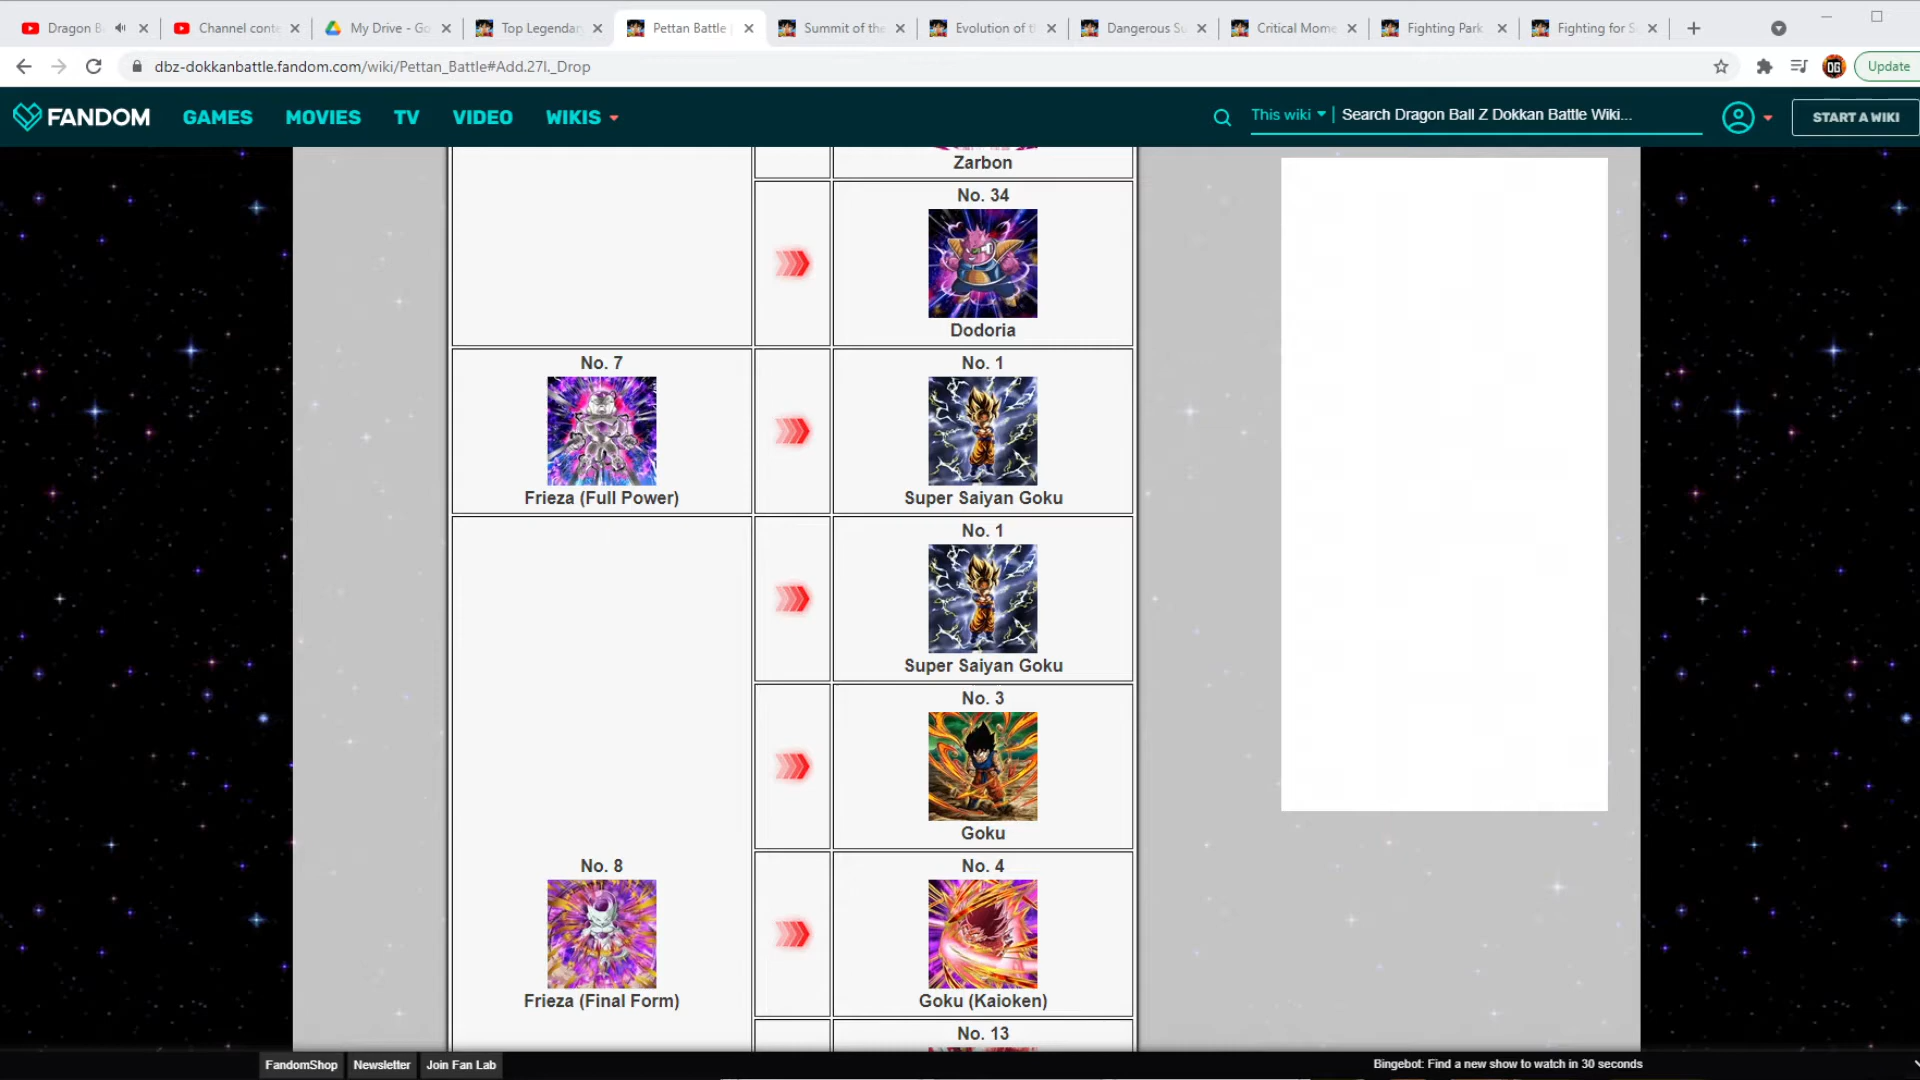 Dragon B
Channel conte
My Drive - Go
Top Legendar
Pettan Battle
Summit of the
Evolution of t
Dangerous Su
Critical Mome
Fighting Park
Fighting for S
dbz-dokkanbattle.fandom.com/wiki/Pettan_Battle#Add.27l._Drop
DG
Update
FANDOM
GAMES
MOVIES
TV
VIDEO
WIKIS
This wiki
Search Dragon Ball Z Dokkan Battle Wiki...
START A WIKI
Zarbon
No. 34
Dodoria
No. 7
Frieza (Full Power)
No. 1
Super Saiyan Goku
No. 1
Super Saiyan Goku
No. 3
Goku
No. 8
Frieza (Final Form)
No. 4
Goku (Kaioken)
No. 13
FandomShop
Newsletter
Join Fan Lab
Bingebot: Find a new show to watch in 30 seconds